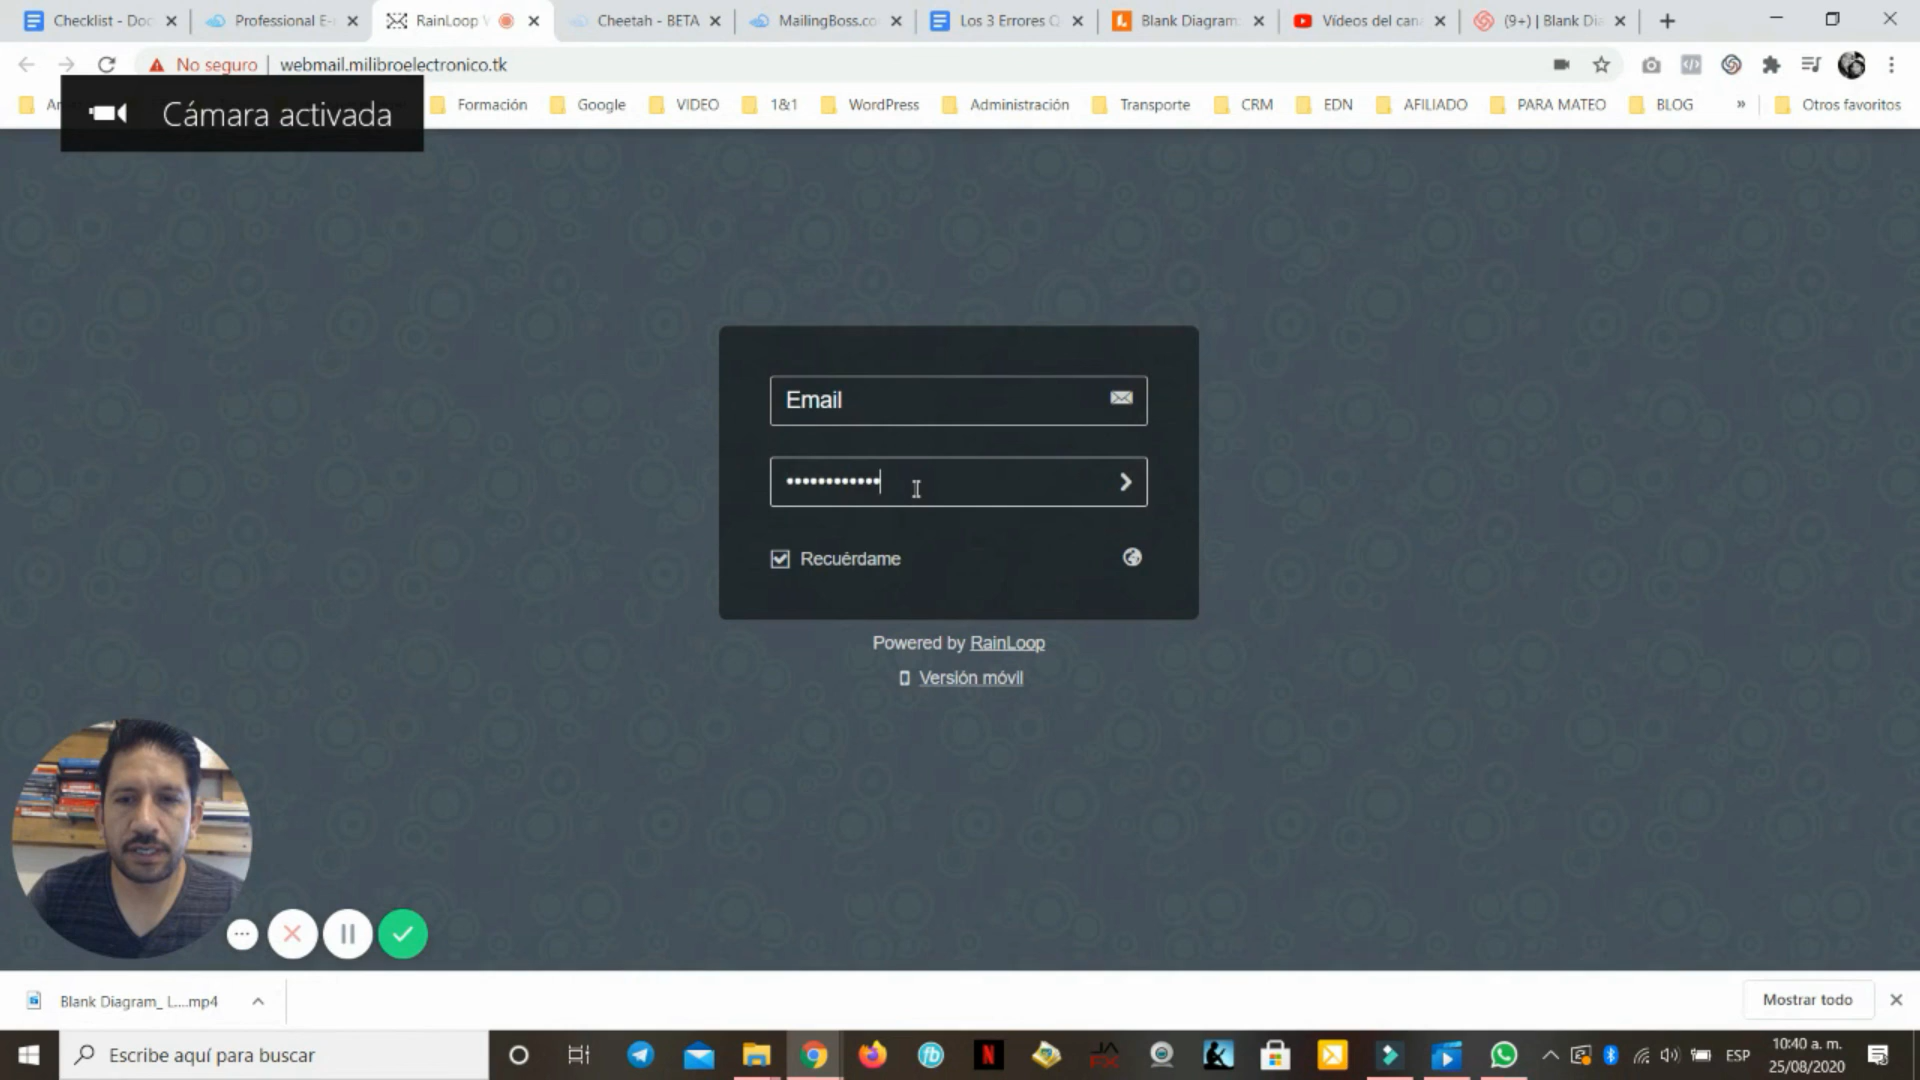 Checklist - Doc
Professional E-
RainLoop
Cheetah - BETA
MailingBoss.co
Los 3 Errores Q
Blank Diagram:
Vídeos del can
(9+) | Blank Dia
No seguro
webmail.milibroelectronico.tk
Formación
Google
VIDEO
1&1
WordPress
Administración
Transporte
CRM
EDN
AFILIADO
PARA MATEO
BLOG
»
Otros favoritos
Cámara activada
Email
••••••••••••
Recuérdame
Powered by RainLoop
Versión móvil
Blank Diagram_ L....mp4
Mostrar todo
Escribe aquí para buscar
ESP
10:40 a. m.
25/08/2020